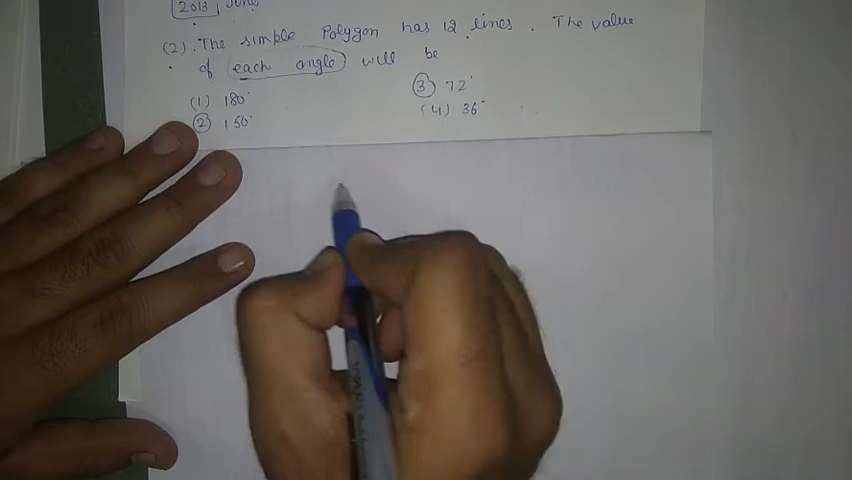 2013, June
(2). The simple Polygon has 12 lines. The value
of each angle will be
(1) 180°
(3) 72°
(2) 150°
(4) 36°